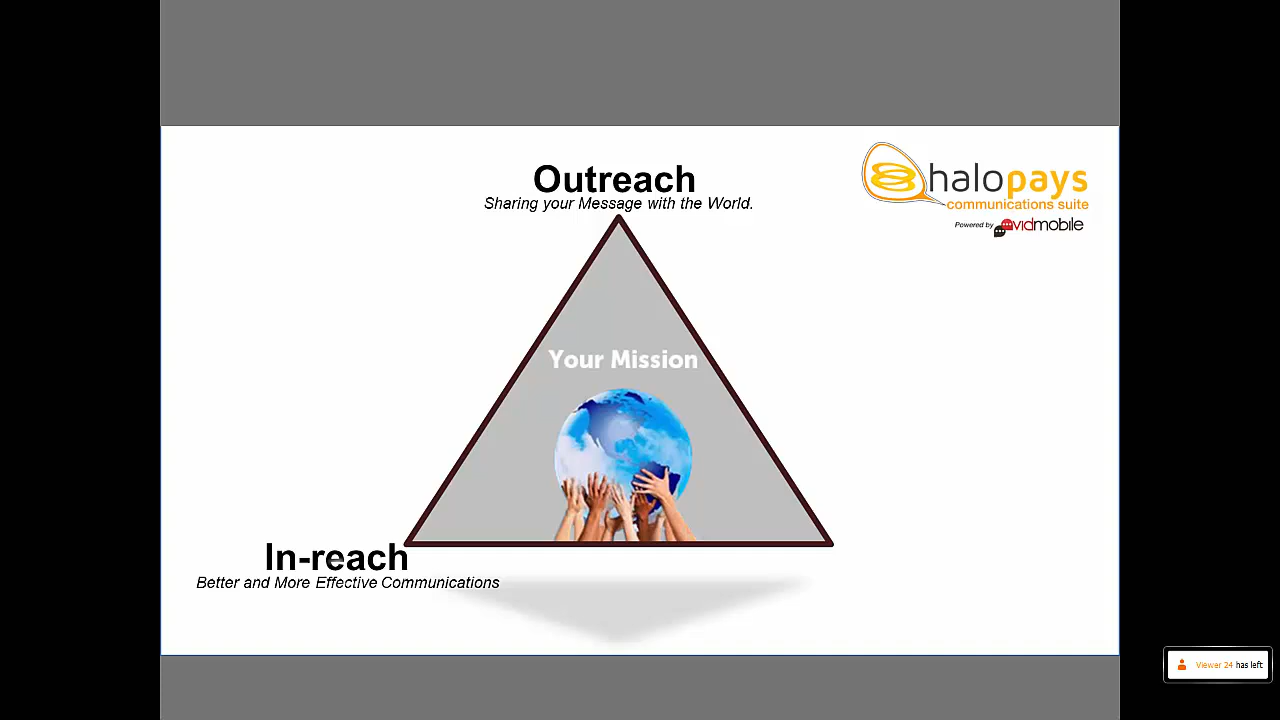 Outreach
Sharing your Message with the World.
halopays
communications suite
Powered by avidmobile
Your Mission
In-reach
Better and More Effective Communications
Viewer 24 has left